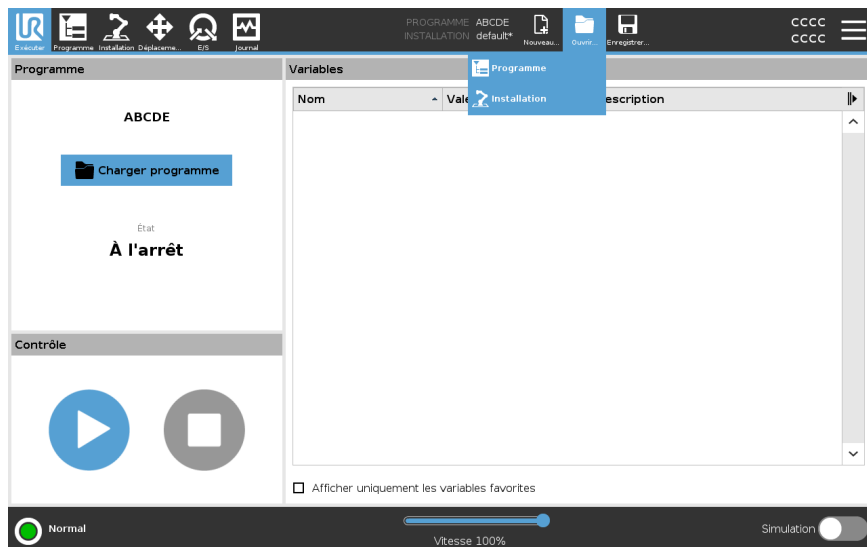 UR
Exécuter
Programme
Installation
Déplaceme...
E/S
Journal
PROGRAMME ABCDE
INSTALLATION default*
Nouveau...
Ouvrir...
Enregistrer...
CCCC
CCCC
Programme
Variables
Programme
Installation
Nom
Vale
escription
ABCDE
Charger programme
État
À l'arrêt
Contrôle
Afficher uniquement les variables favorites
Normal
Vitesse 100%
Simulation